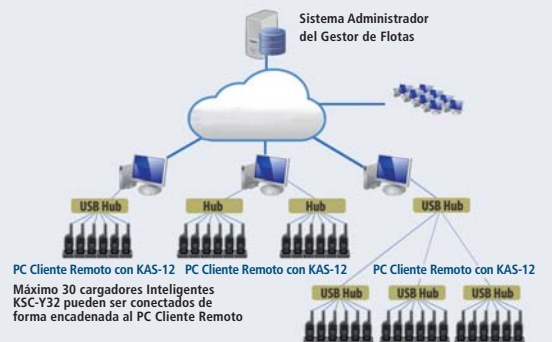 Sistema Administrador
del Gestor de Flotas
USB Hub
Hub
Hub
USB Hub
PC Cliente Remoto con KAS-12
PC Cliente Remoto con KAS-12
PC Cliente Remoto con KAS-12
Máximo 30 cargadores Inteligentes
KSC-Y32 pueden ser conectados de
forma encadenada al PC Cliente Remoto
USB Hub
USB Hub
USB Hub